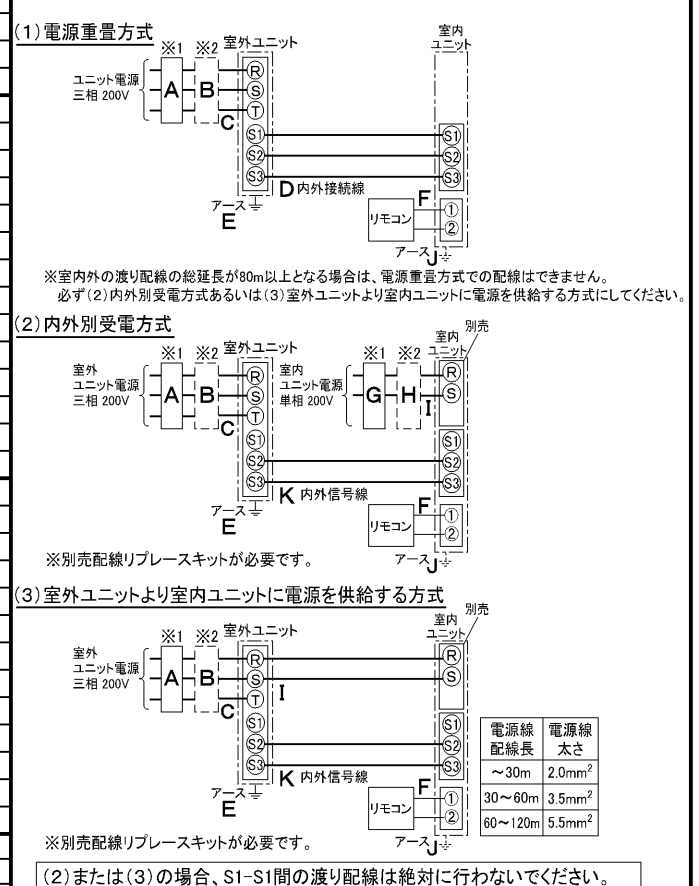 (1)電源重畳方式
※1 ※2 室外ユニット
室内
ユニット
ユニット電源
三相 200V
A B C
R
S
T
S1
S2
S3
S1
S2
S3
D 内外接続線
アース
E
リモコン
F
①
②
アース J
※室内外の渡り配線の総延長が80m以上となる場合は、電源重畳方式での配線はできません。
必ず(2)内外別受電方式あるいは(3)室外ユニットより室内ユニットに電源を供給する方式にしてください。
(2)内外別受電方式
※1 ※2 室外ユニット
室外
ユニット電源
三相 200V
A B C
R
S
T
S1
S2
S3
※1 ※2
室内
ユニット
別売
室内
ユニット電源
単相 200V
G H I
R
S
S1
S2
S3
K 内外信号線
アース
E
リモコン
F
①
②
アース J
※別売配線リプレースキットが必要です。
(3)室外ユニットより室内ユニットに電源を供給する方式
※1 ※2 室外ユニット
室内
ユニット
別売
室外
ユニット電源
三相 200V
A B C
R
S
T
S1
S2
S3
I
R
S
S1
S2
S3
K 内外信号線
アース
E
リモコン
F
①
②
アース J
電源線 電源線
配線長 太さ
~30m 2.0mm²
30~60m 3.5mm²
60~120m 5.5mm²
※別売配線リプレースキットが必要です。
(2)または(3)の場合、S1-S1間の渡り配線は絶対に行わないでください。